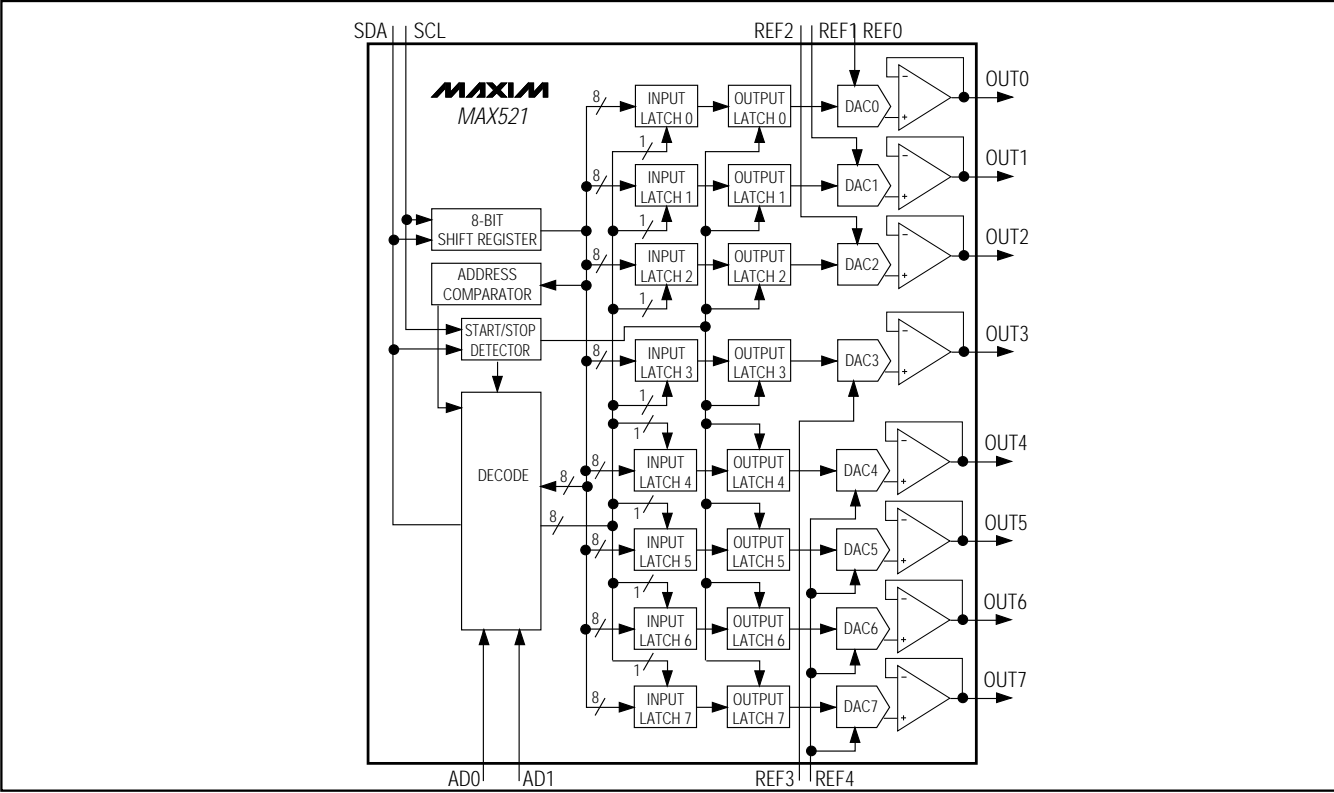 SDA SCL REF2 REF1 REF0
MAXIM
MAX521
8 INPUT LATCH 0 OUTPUT LATCH 0 DAC0 - + OUT0
1
8 INPUT LATCH 1 OUTPUT LATCH 1 DAC1 - + OUT1
1
8-BIT
SHIFT REGISTER
8 INPUT LATCH 2 OUTPUT LATCH 2 DAC2 - + OUT2
1
ADDRESS
COMPARATOR
START/STOP
DETECTOR
8 INPUT LATCH 3 OUTPUT LATCH 3 DAC3 - + OUT3
1
1
8 INPUT LATCH 4 OUTPUT LATCH 4 DAC4 - + OUT4
DECODE 8
8
1
8 INPUT LATCH 5 OUTPUT LATCH 5 DAC5 - + OUT5
1
8 INPUT LATCH 6 OUTPUT LATCH 6 DAC6 - + OUT6
1
8 INPUT LATCH 7 OUTPUT LATCH 7 DAC7 - + OUT7
AD0 AD1 REF3 REF4